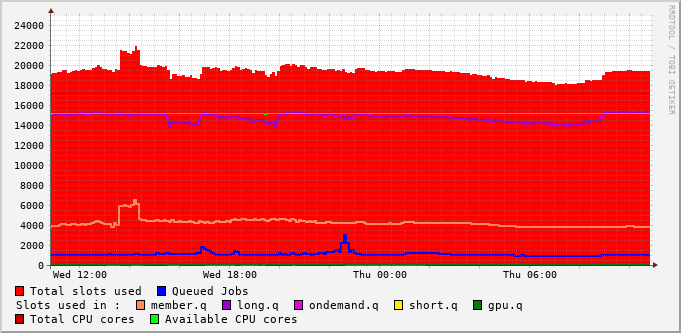 24000
22000
20000
18000
16000
14000
12000
10000
8000
6000
4000
2000
0
Wed 12:00 Wed 18:00 Thu 00:00 Thu 06:00
RRDTOOL / TOBI OETIKER
Total slots used Queued Jobs
Slots used in : member.q long.q ondemand.q short.q gpu.q
Total CPU cores Available CPU cores